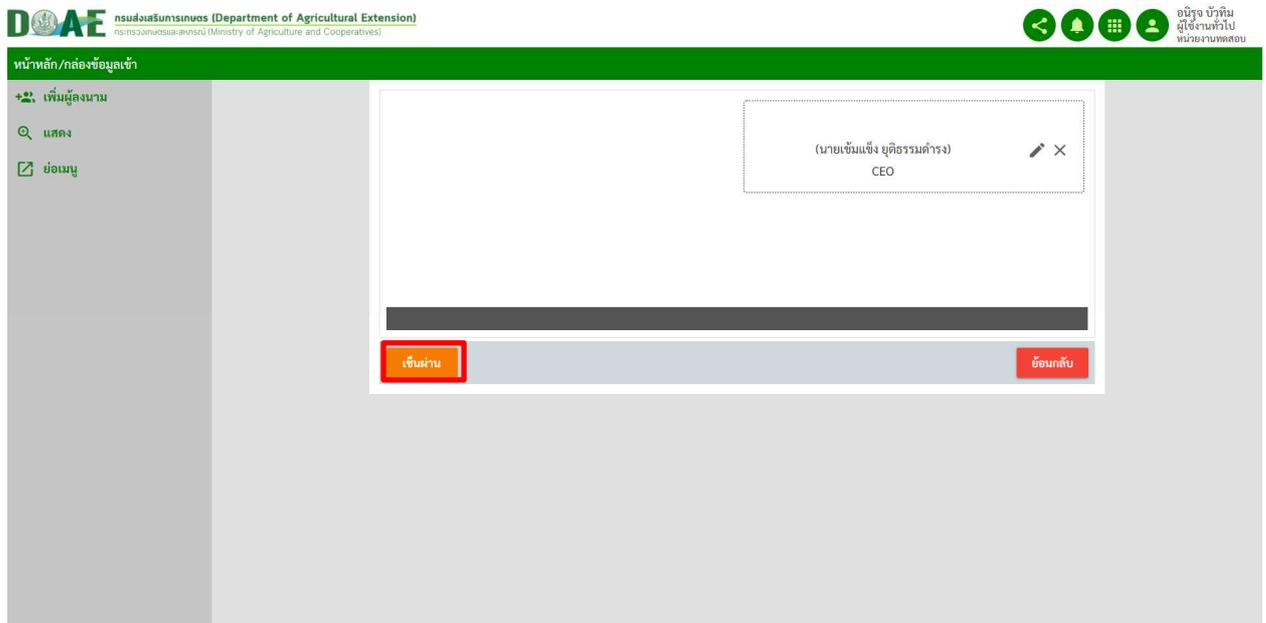 DOAE
กรมส่งเสริมการเกษตร (Department of Agricultural Extension)
กระทรวงเกษตรและสหกรณ์ (Ministry of Agriculture and Cooperatives)
อนิรุจ บัวทิม
ผู้ใช้งานทั่วไป
หน่วยงานทดสอบ
หน้าหลัก/กล่องข้อมูลเข้า
เพิ่มผู้ลงนาม
แสดง
ย่อเมนู
(นายเข้มแข็ง ยุติธรรมดำรง)
CEO
เซ็นผ่าน
ย้อนกลับ